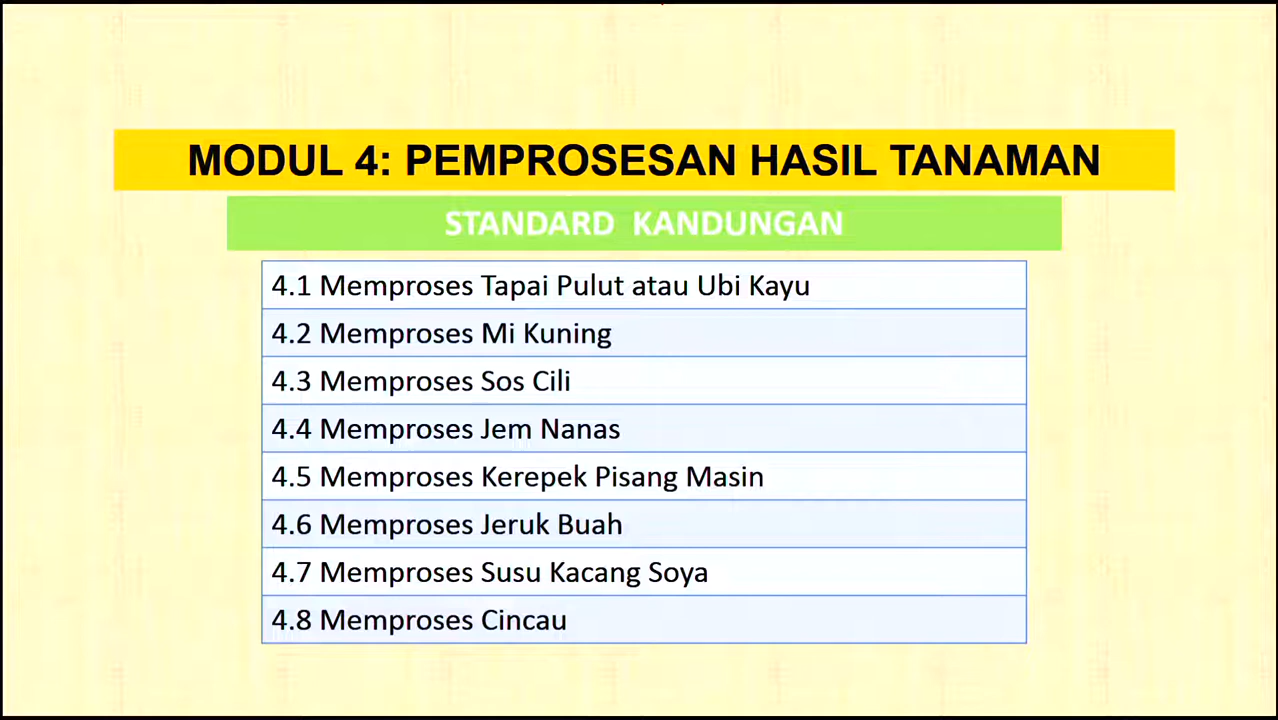 MODUL 4: PEMPROSESAN HASIL TANAMAN
STANDARD KANDUNGAN
4.1 Memproses Tapai Pulut atau Ubi Kayu
4.2 Memproses Mi Kuning
4.3 Memproses Sos Cili
4.4 Memproses Jem Nanas
4.5 Memproses Kerepek Pisang Masin
4.6 Memproses Jeruk Buah
4.7 Memproses Susu Kacang Soya
4.8 Memproses Cincau